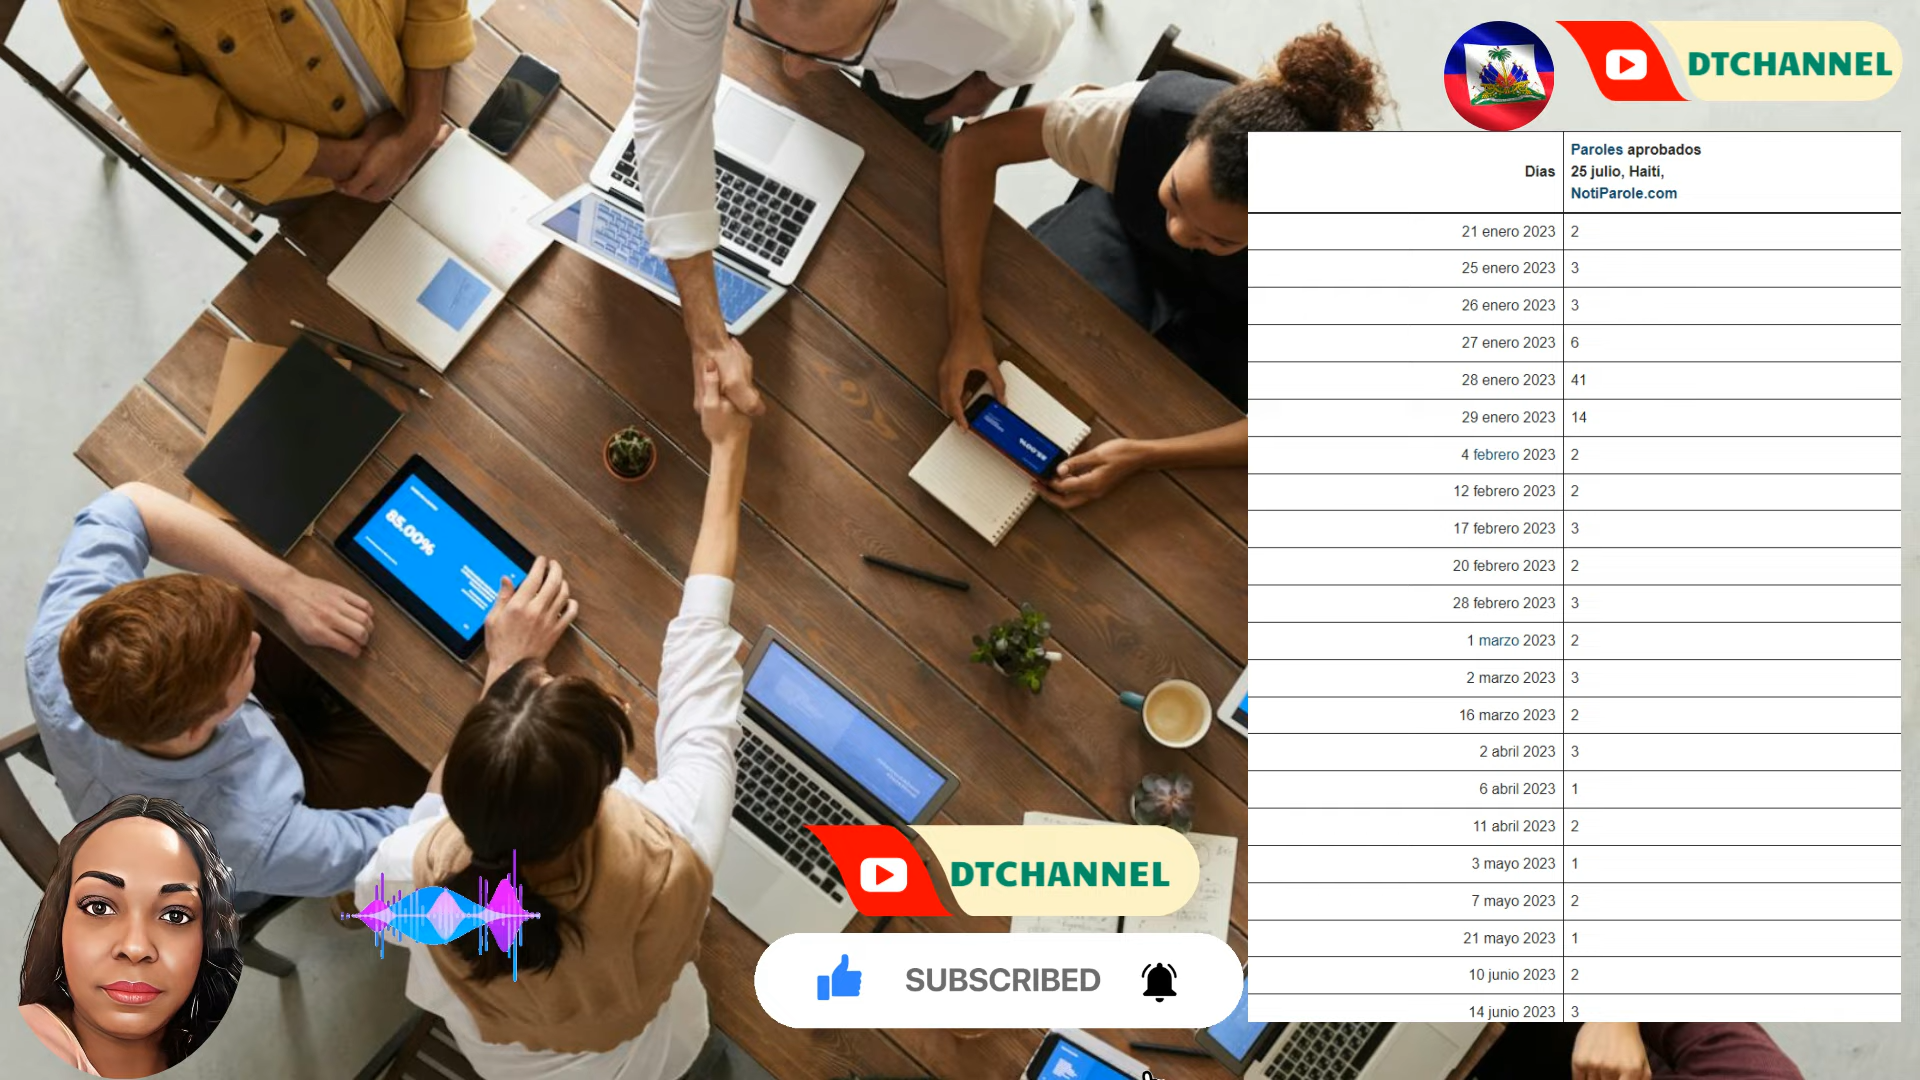 DTCHANNEL
Días
Paroles aprobados
25 julio, Haití,
NotiParole.com
21 enero 2023 2
25 enero 2023 3
26 enero 2023 3
27 enero 2023 6
28 enero 2023 41
29 enero 2023 14
4 febrero 2023 2
12 febrero 2023 2
17 febrero 2023 3
20 febrero 2023 2
28 febrero 2023 3
1 marzo 2023 2
2 marzo 2023 3
16 marzo 2023 2
2 abril 2023 3
6 abril 2023 1
11 abril 2023 2
3 mayo 2023 1
7 mayo 2023 2
21 mayo 2023 1
10 junio 2023 2
14 junio 2023 3
85.00%
DTCHANNEL
SUBSCRIBED